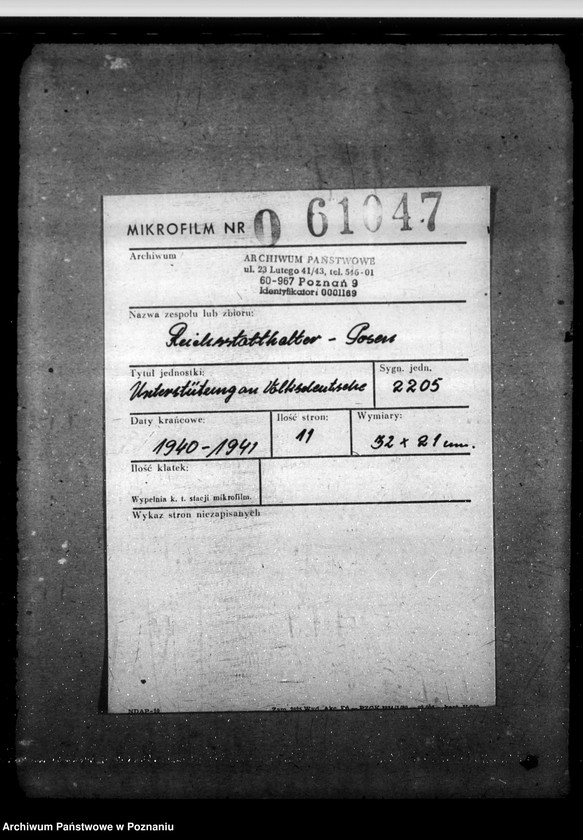 MIKROFILM NR 0 61047
Archiwum
ARCHIWUM PAŃSTWOWE
ul. 23 Lutego 41/43, tel. 546-01
60-967 Poznań 9
Identyfikator: 0001169
Nazwa zespołu lub zbioru:
Reichsstatthalter - Posen
Tytuł jednostki:
Unterstützung an Volksdeutsche
Sygn. jedn.
2205
Daty krańcowe:
1940-1941
Ilość stron:
11
Wymiary:
32 x 21 cm.
Ilość klatek:
Wypełnia k. t. stacji mikrofilm.
Wykaz stron niezapisanych
Archiwum Państwowe w Poznaniu